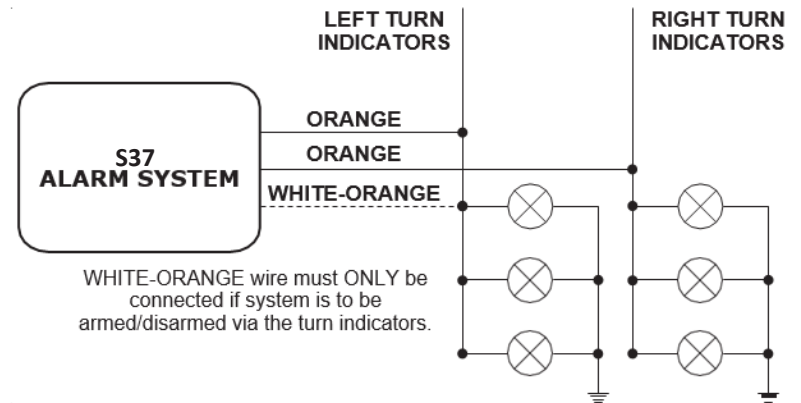 LEFT TURN
INDICATORS
RIGHT TURN
INDICATORS
ORANGE
S37
ALARM SYSTEM
ORANGE
WHITE-ORANGE
WHITE-ORANGE wire must ONLY be
connected if system is to be
armed/disarmed via the turn indicators.